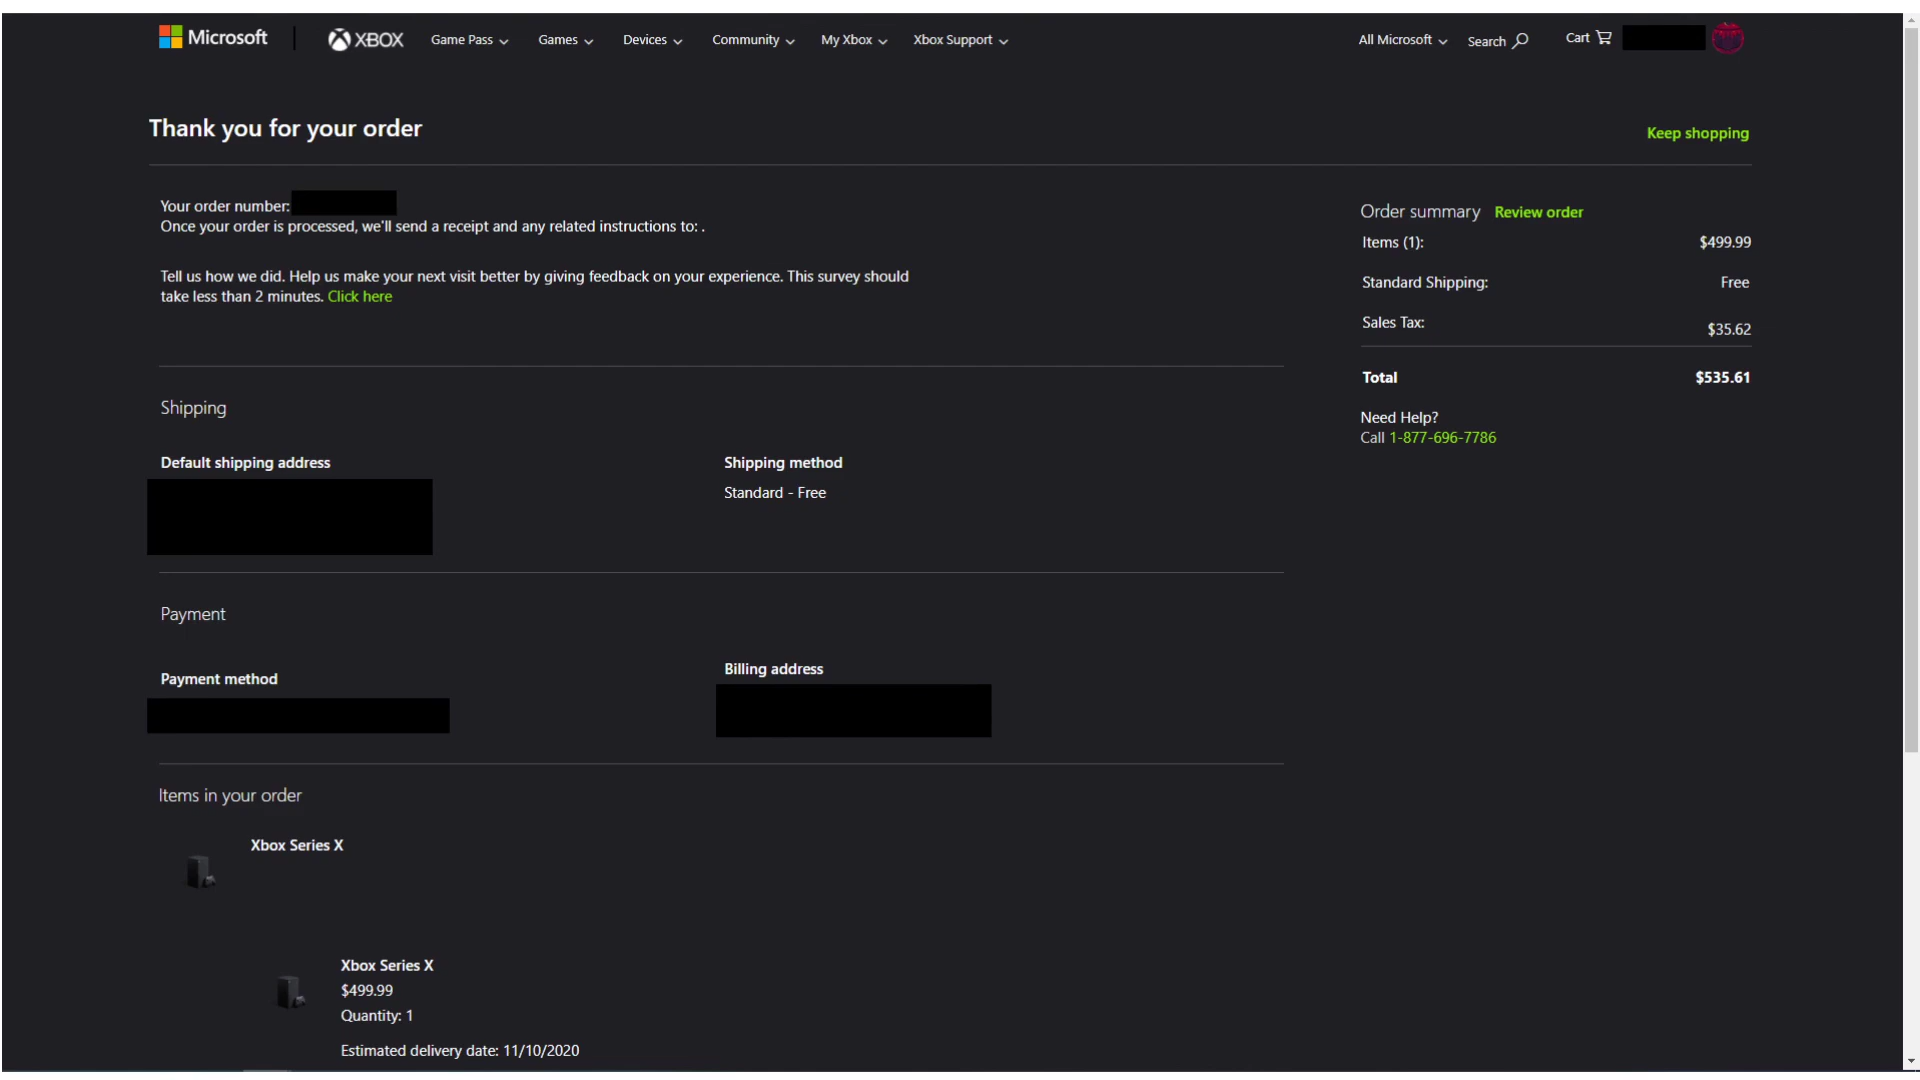 Microsoft
XBOX
Game Pass
Games
Devices
Community
My Xbox
Xbox Support
All Microsoft
Search
Cart
Thank you for your order
Keep shopping
Your order number:
Once your order is processed, we'll send a receipt and any related instructions to: .
Tell us how we did. Help us make your next visit better by giving feedback on your experience. This survey should
take less than 2 minutes. Click here
Order summary Review order
Items (1): $499.99
Standard Shipping: Free
Sales Tax: $35.62
Total $535.61
Need Help?
Call 1-877-696-7786
Shipping
Default shipping address
Shipping method
Standard - Free
Payment
Payment method
Billing address
Items in your order
Xbox Series X
Xbox Series X
$499.99
Quantity: 1
Estimated delivery date: 11/10/2020